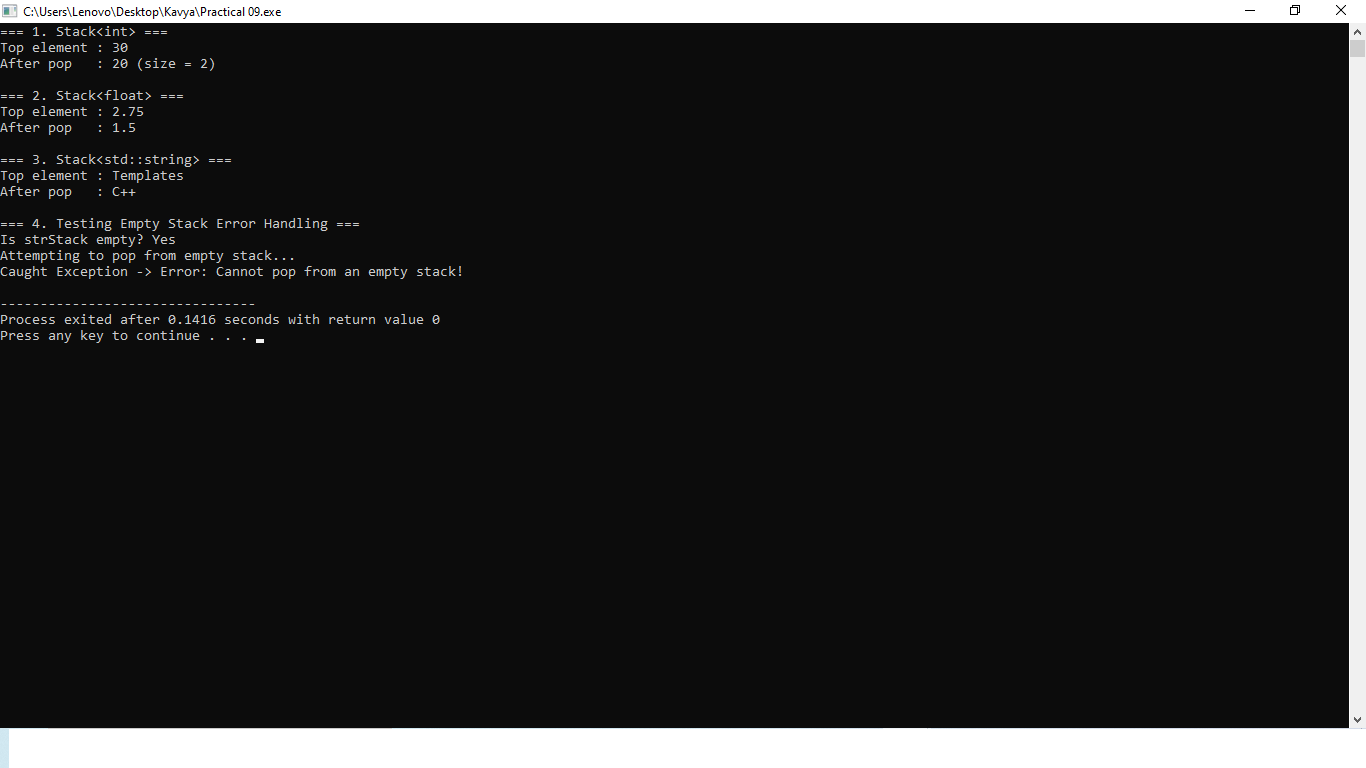 C:\Users\Lenovo\Desktop\Kavya\Practical 09.exe
=== 1. Stack<int> ===
Top element : 30
After pop   : 20 (size = 2)
=== 2. Stack<float> ===
Top element : 2.75
After pop   : 1.5
=== 3. Stack<std::string> ===
Top element : Templates
After pop   : C++
=== 4. Testing Empty Stack Error Handling ===
Is strStack empty? Yes
Attempting to pop from empty stack...
Caught Exception -> Error: Cannot pop from an empty stack!
--------------------------------
Process exited after 0.1416 seconds with return value 0
Press any key to continue . . .